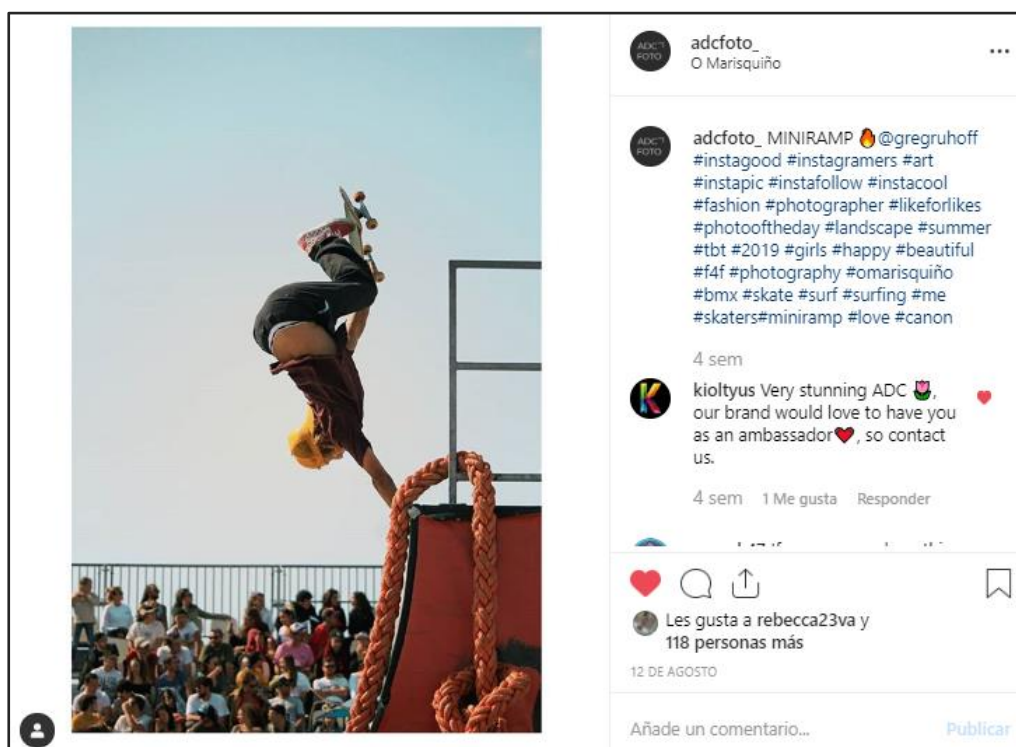 ADC
FOTO
adcfoto_
O Marisquiño
ADC
FOTO
adcfoto_ MINIRAMP 🔥@gregruhoff
#instagood #instagramers #art
#instapic #instafollow #instacool
#fashion #photographer #likeforlikes
#photooftheday #landscape #summer
#tbt #2019 #girls #happy #beautiful
#f4f #photography #omarisquiño
#bmx #skate #surf #surfing #me
#skaters#miniramp #love #canon
4 sem
K
kioltyus Very stunning ADC 🌷,
our brand would love to have you
as an ambassador❤, so contact
us.
4 sem 1 Me gusta Responder
Les gusta a rebecca23va y
118 personas más
12 DE AGOSTO
Añade un comentario... Publicar